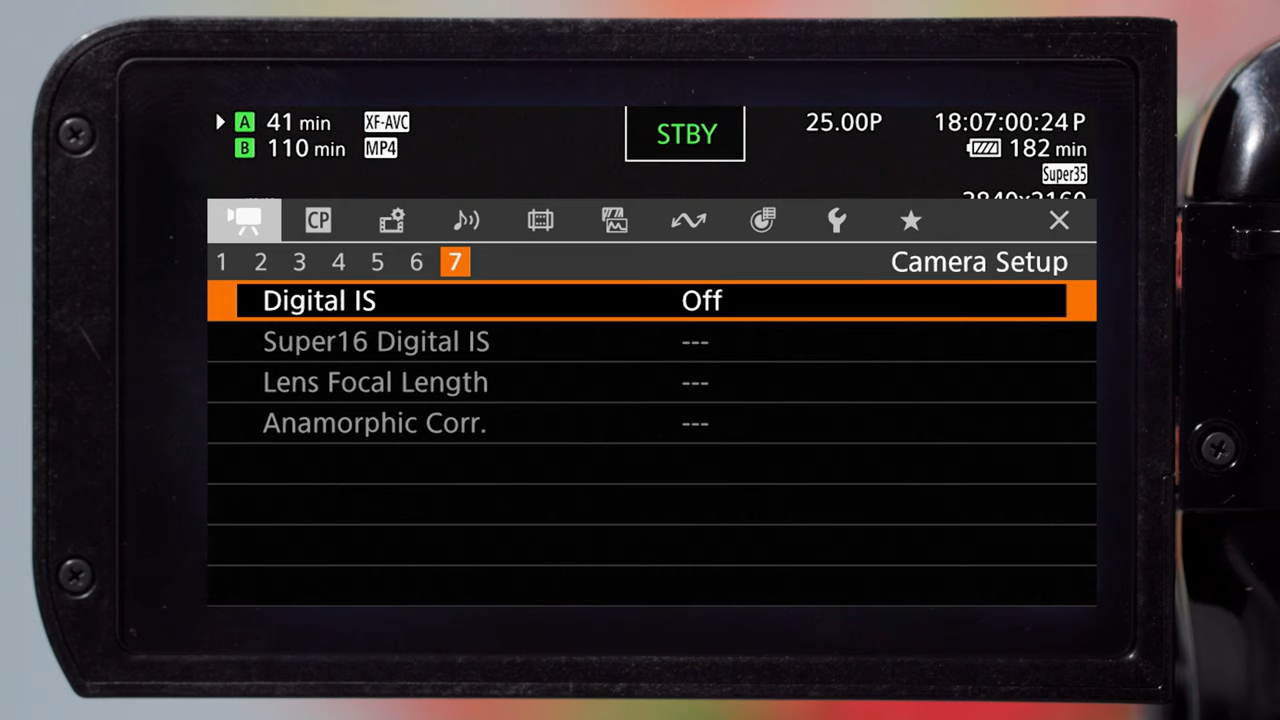 A 41 min XF-AVC STBY 25.00P 18:07:00:24 P
B 110 min MP4 182 min
Super35
3840x2160
CP
1 2 3 4 5 6 7 Camera Setup
Digital IS Off
Super16 Digital IS ---
Lens Focal Length ---
Anamorphic Corr. ---